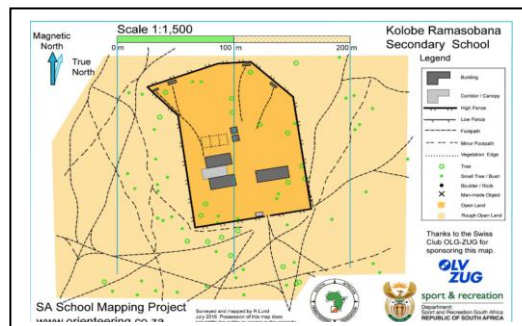 Scale 1:1,500
0 m
100 m
200 m
Magnetic
North
True
North
Kolobe Ramasobana
Secondary School
Legend
Building
Corridor / Canopy
High Fence
Low Fence
Footpath
Minor Footpath
Vegetation Edge
Tree
Small Tree / Bush
Boulder / Rock
Man-made Object
Open Land
Rough Open Land
Thanks to the Swiss
Club OLG-ZUG for
sponsoring this map.
OLV
ZUG
sport & recreation
Department:
Sport and Recreation South Africa
REPUBLIC OF SOUTH AFRICA
SA School Mapping Project
www.orienteering.co.za
Surveyed and mapped by R Lund